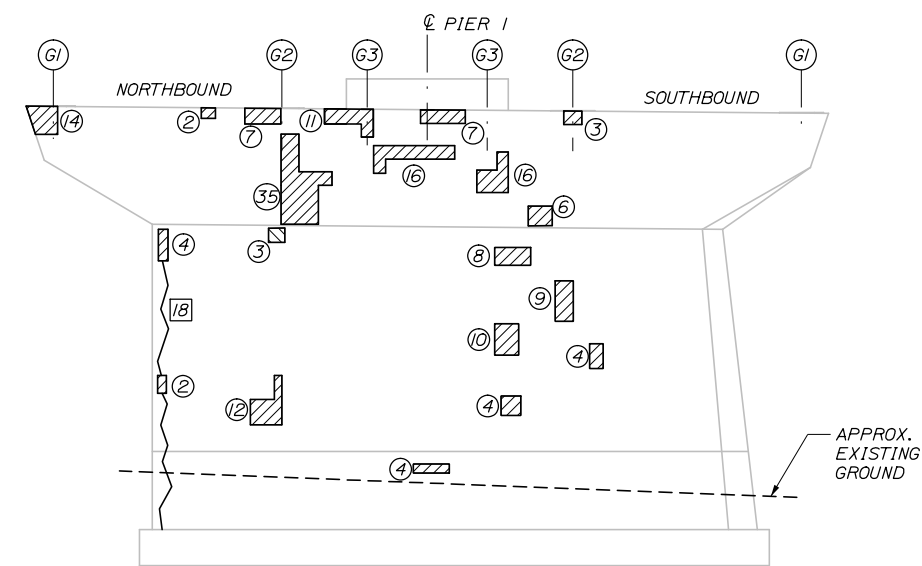 ℄ PIER 1
G1 G2 G3 G3 G2 G1
NORTHBOUND
SOUTHBOUND
14 2 7 11 7 3
16 16
35
6
4 3 8
18
9
10
4
2
12 4
4
APPROX.
EXISTING
GROUND